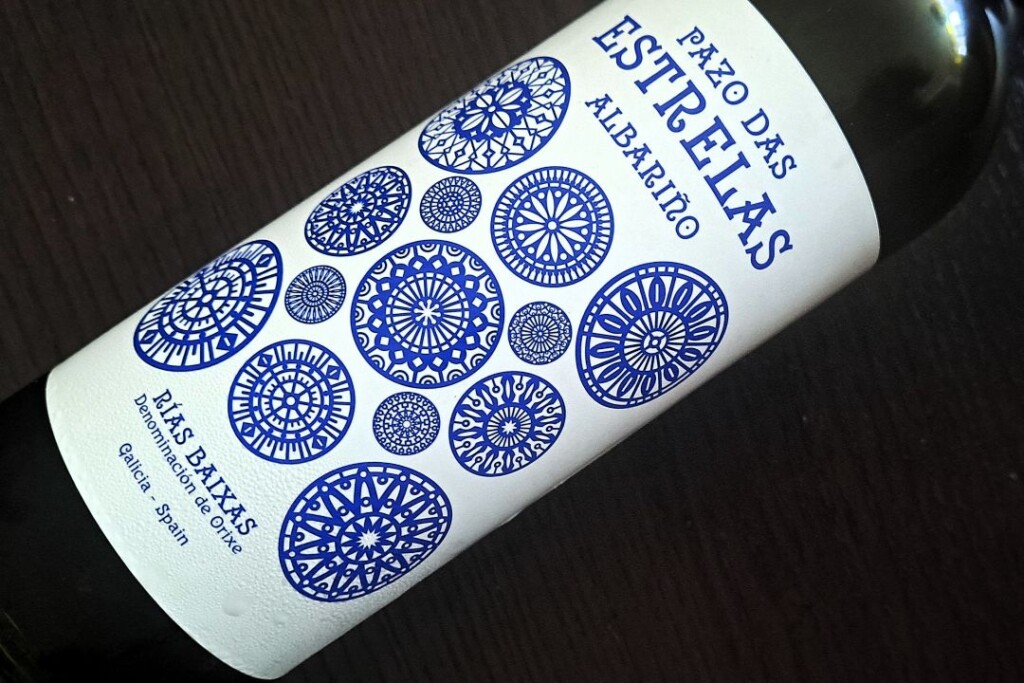 PAZO DAS
ESTRELAS
ALBARIÑO
RÍAS BAIXAS
Denominación de Orixe
Galicia - Spain